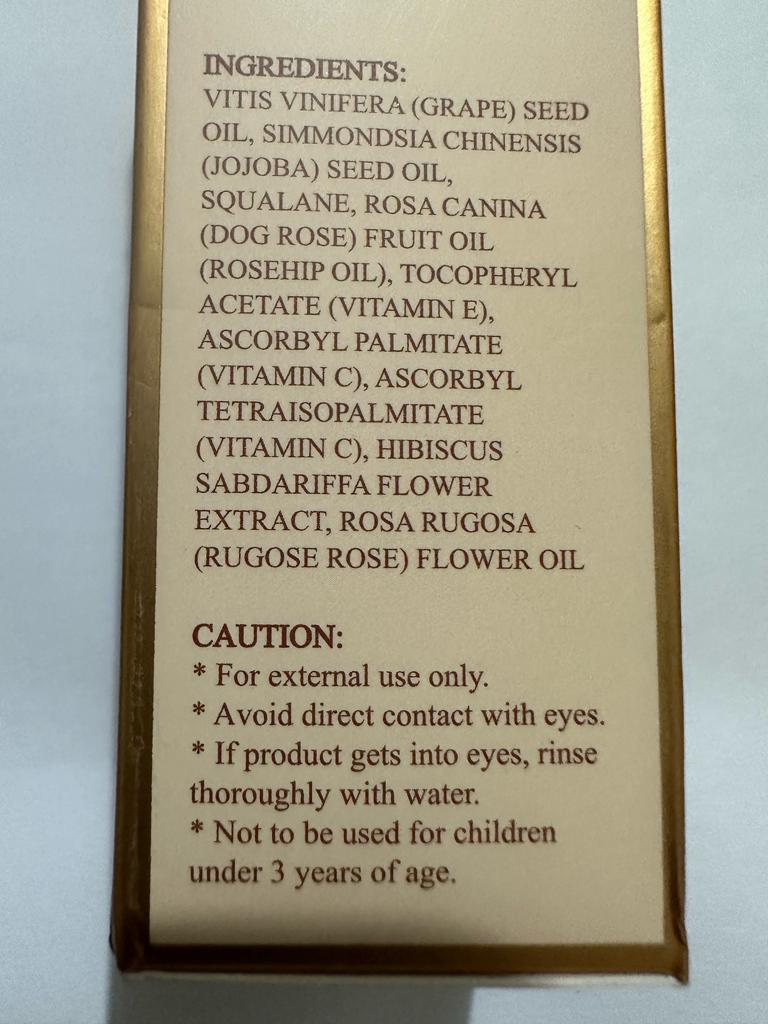 INGREDIENTS:
VITIS VINIFERA (GRAPE) SEED
OIL, SIMMONDSIA CHINENSIS
(JOJOBA) SEED OIL,
SQUALANE, ROSA CANINA
(DOG ROSE) FRUIT OIL
(ROSEHIP OIL), TOCOPHERYL
ACETATE (VITAMIN E),
ASCORBYL PALMITATE
(VITAMIN C), ASCORBYL
TETRAISOPALMITATE
(VITAMIN C), HIBISCUS
SABDARIFFA FLOWER
EXTRACT, ROSA RUGOSA
(RUGOSE ROSE) FLOWER OIL
CAUTION:
* For external use only.
* Avoid direct contact with eyes.
* If product gets into eyes, rinse
thoroughly with water.
* Not to be used for children
under 3 years of age.